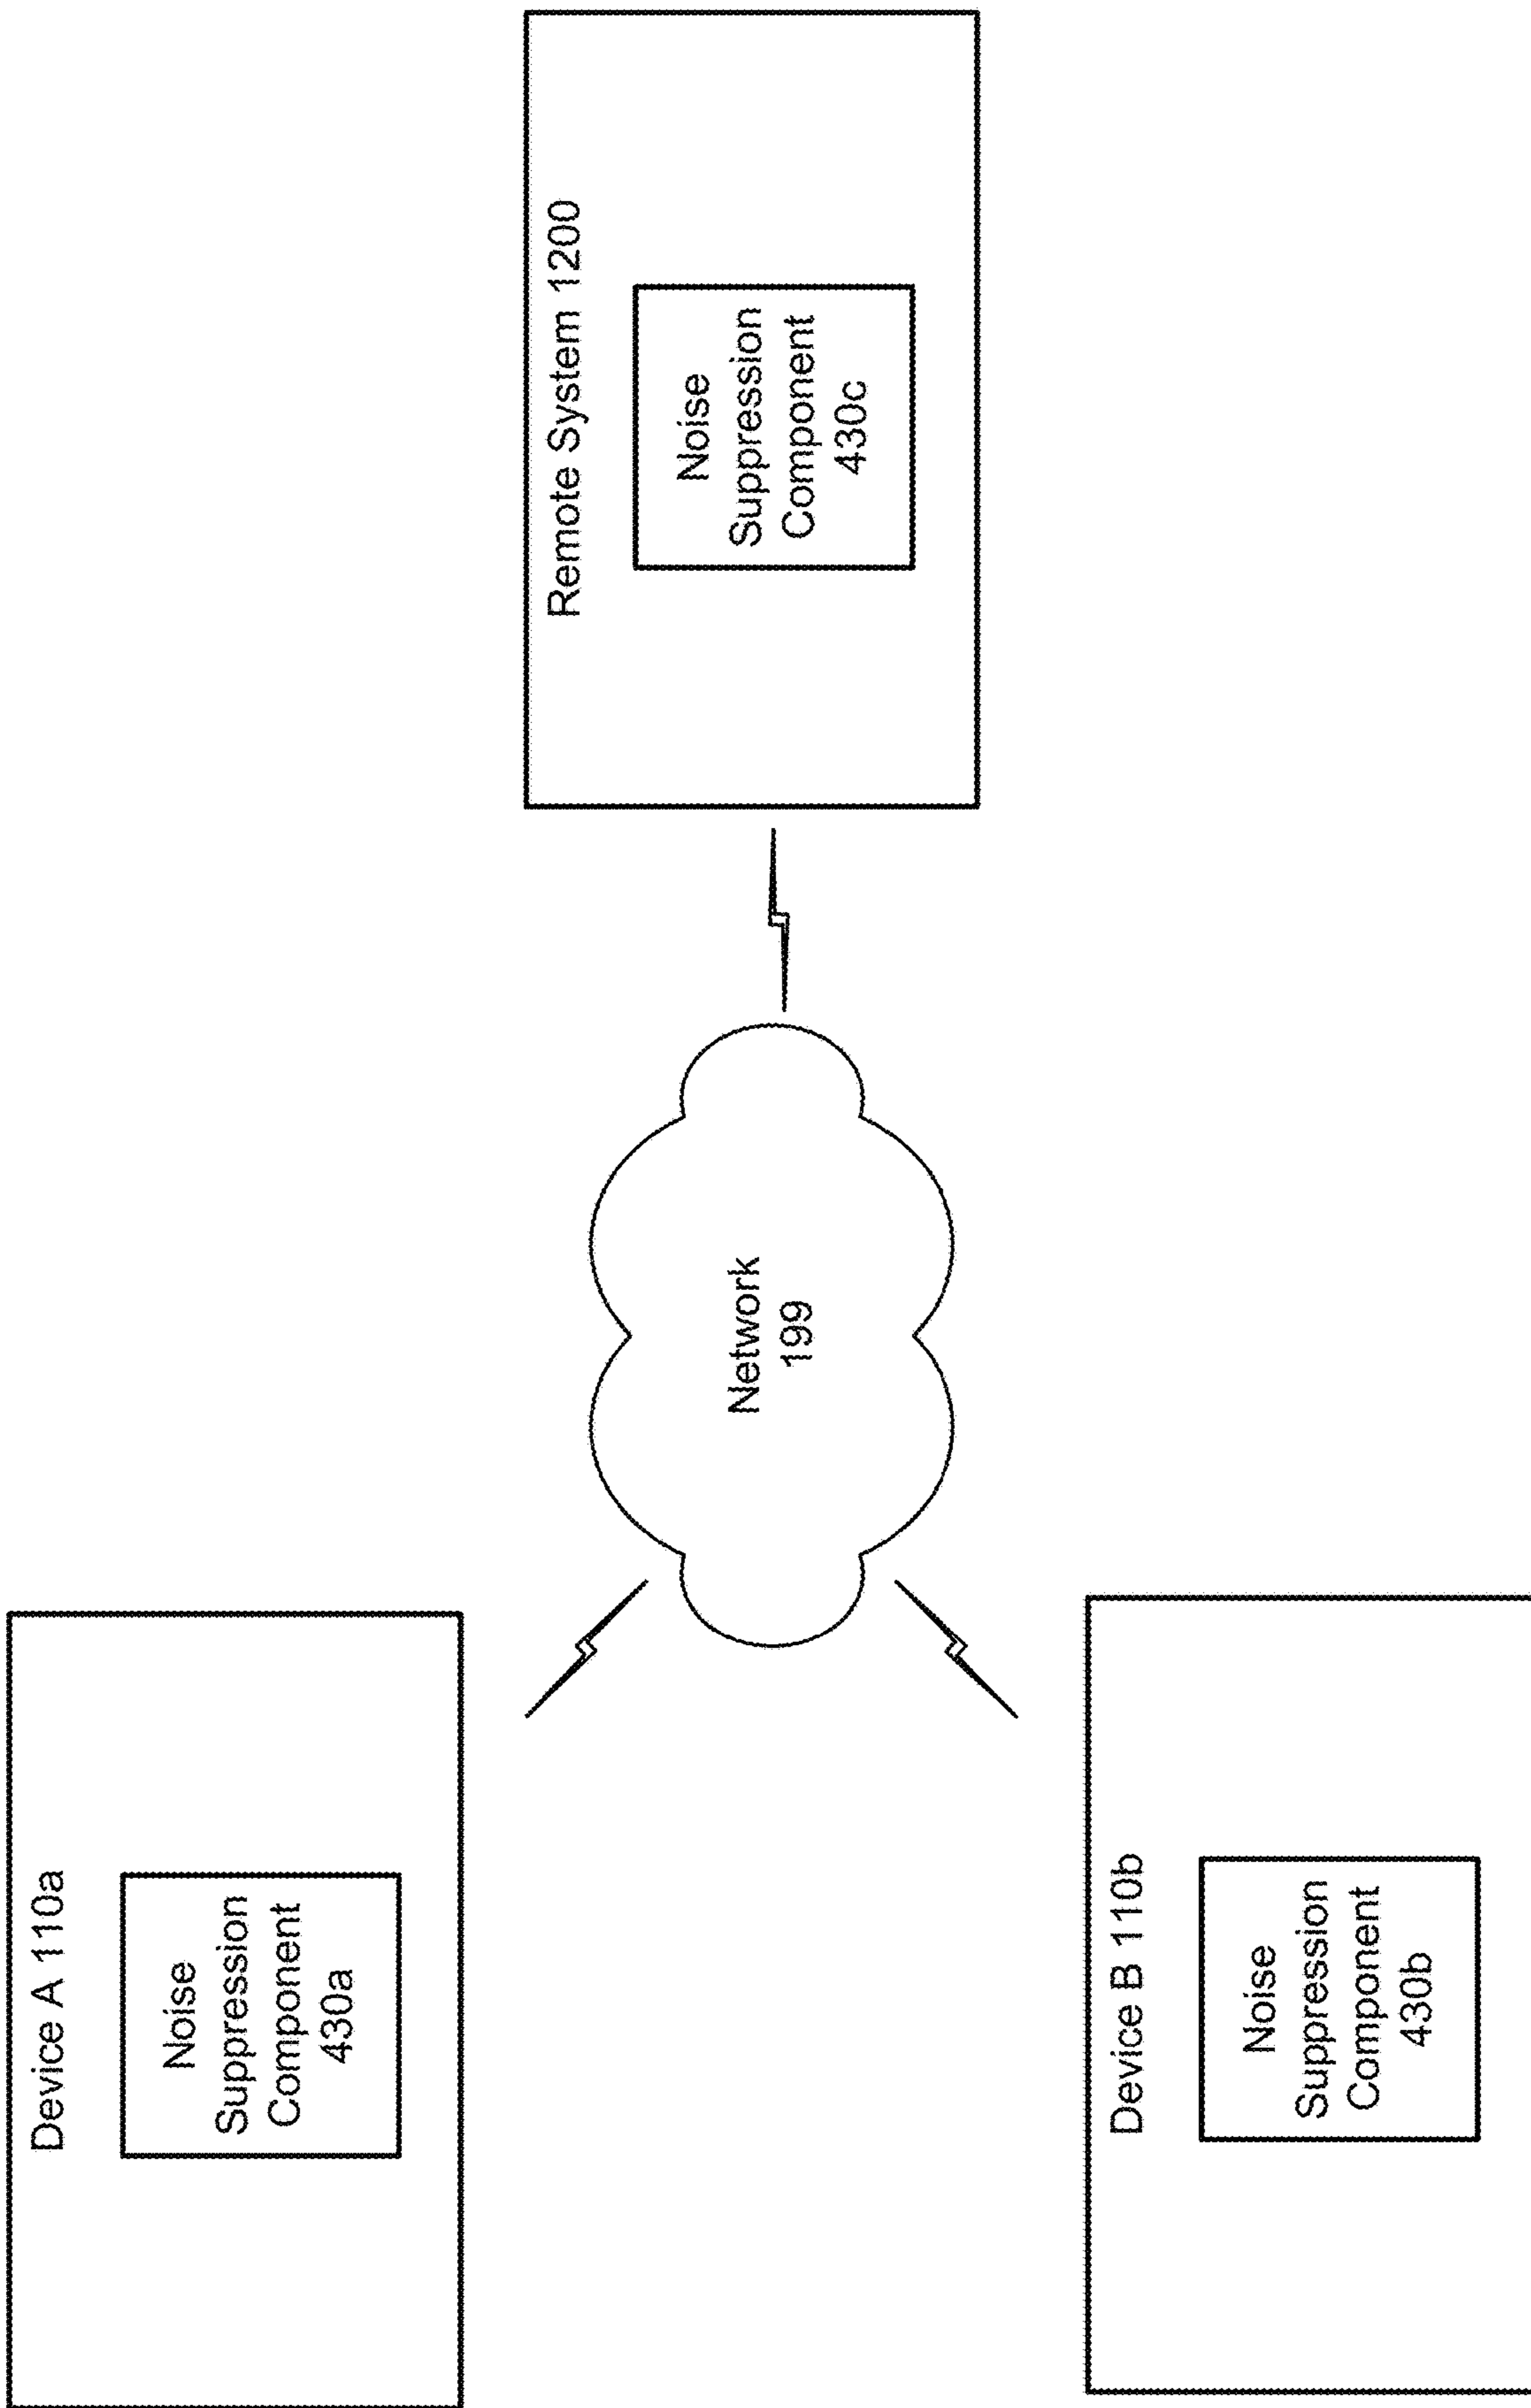 Device A 110a
Noise
Suppression
Component
430a
Device B 110b
Noise
Suppression
Component
430b
Network
199
Remote System 1200
Noise
Suppression
Component
430c